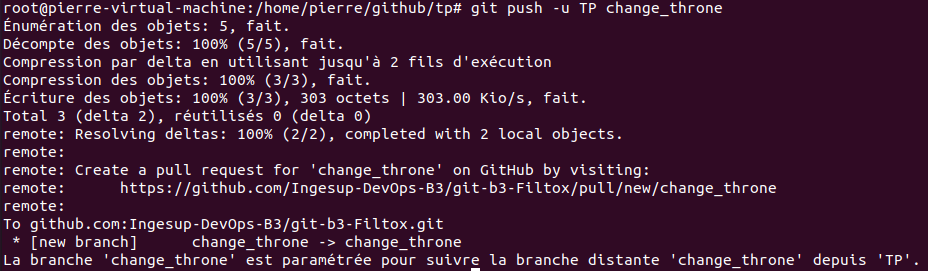 root@pierre-virtual-machine:/home/pierre/github/tp# git push -u TP change_throne
Énumération des objets: 5, fait.
Décompte des objets: 100% (5/5), fait.
Compression par delta en utilisant jusqu'à 2 fils d'exécution
Compression des objets: 100% (3/3), fait.
Écriture des objets: 100% (3/3), 303 octets | 303.00 Kio/s, fait.
Total 3 (delta 2), réutilisés 0 (delta 0)
remote: Resolving deltas: 100% (2/2), completed with 2 local objects.
remote:
remote: Create a pull request for 'change_throne' on GitHub by visiting:
remote:      https://github.com/Ingesup-DevOps-B3/git-b3-Filtox/pull/new/change_throne
remote:
To github.com:Ingesup-DevOps-B3/git-b3-Filtox.git
 * [new branch]      change_throne -> change_throne
La branche 'change_throne' est paramétrée pour suivre la branche distante 'change_throne' depuis 'TP'.